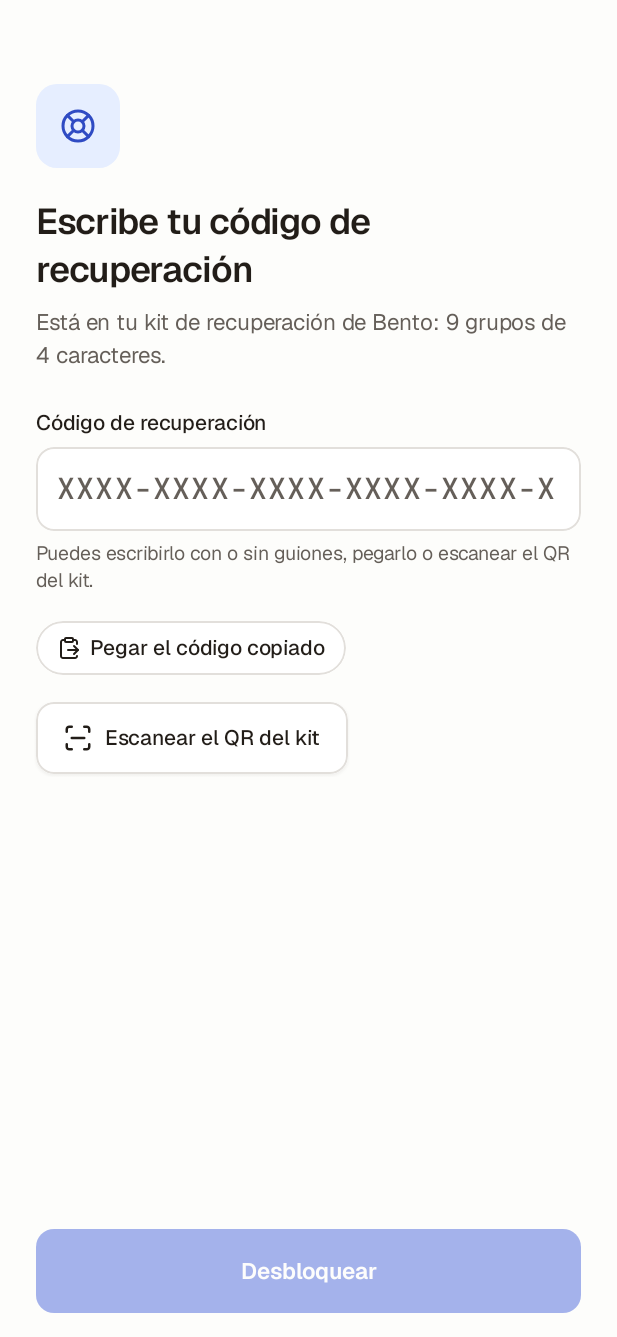 Escribe tu código de
recuperación
Está en tu kit de recuperación de Bento: 9 grupos de
4 caracteres.
Código de recuperación
XXXX-XXXX-XXXX-XXXX-XXXX-X
Puedes escribirlo con o sin guiones, pegarlo o escanear el QR
del kit.
Pegar el código copiado
Escanear el QR del kit
Desbloquear